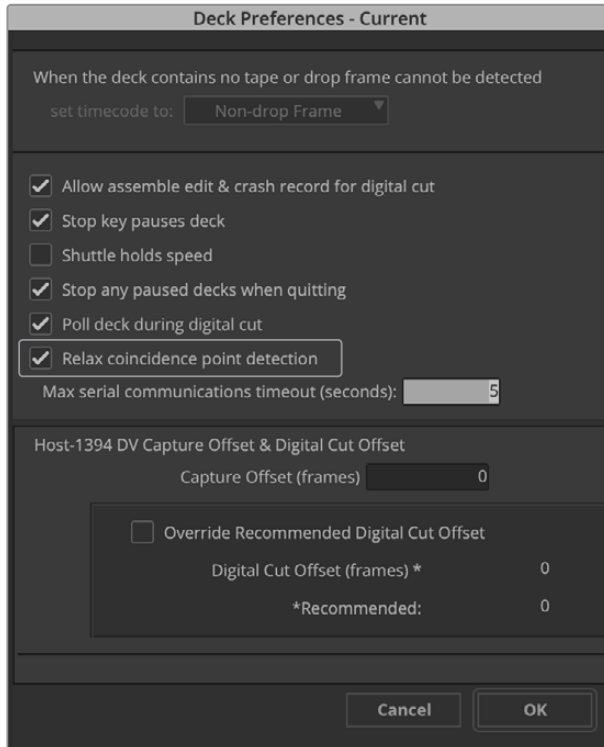 Deck Preferences - Current
When the deck contains no tape or drop frame cannot be detected
set timecode to: Non-drop Frame
Allow assemble edit & crash record for digital cut
Stop key pauses deck
Shuttle holds speed
Stop any paused decks when quitting
Poll deck during digital cut
Relax coincidence point detection
Max serial communications timeout (seconds): 5
Host-1394 DV Capture Offset & Digital Cut Offset
Capture Offset (frames) 0
Override Recommended Digital Cut Offset
Digital Cut Offset (frames) * 0
*Recommended: 0
Cancel OK